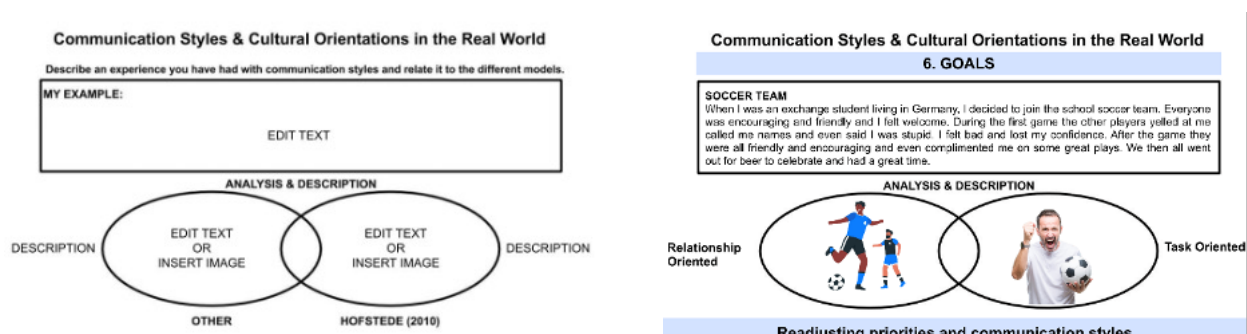 Communication Styles & Cultural Orientations in the Real World
Describe an experience you have had with communication styles and relate it to the different models.
MY EXAMPLE:
EDIT TEXT
ANALYSIS & DESCRIPTION
DESCRIPTION
EDIT TEXT
OR
INSERT IMAGE
EDIT TEXT
OR
INSERT IMAGE
DESCRIPTION
OTHER
HOFSTEDE (2010)
Communication Styles & Cultural Orientations in the Real World
6. GOALS
SOCCER TEAM
When I was an exchange student living in Germany, I decided to join the school soccer team. Everyone
was encouraging and friendly and I felt welcome. During the first game the other players yelled at me
called me names and even said I was stupid. I felt bad and lost my confidence. After the game they
were all friendly and encouraging and even complimented me on some great plays. We then all went
out for beer to celebrate and had a great time.
ANALYSIS & DESCRIPTION
Relationship
Oriented
Task Oriented
Readjusting priorities and communication styles